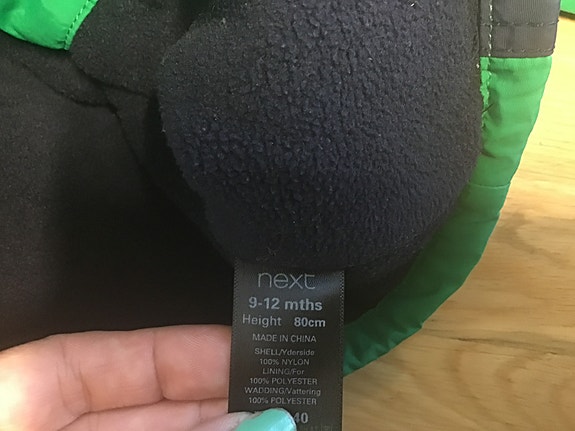 next
9-12 mths
Height 80cm
MADE IN CHINA
SHELL/Yderside
100% NYLON
LINING/For
100% POLYESTER
WADDING/Vattering
100% POLYESTER
40